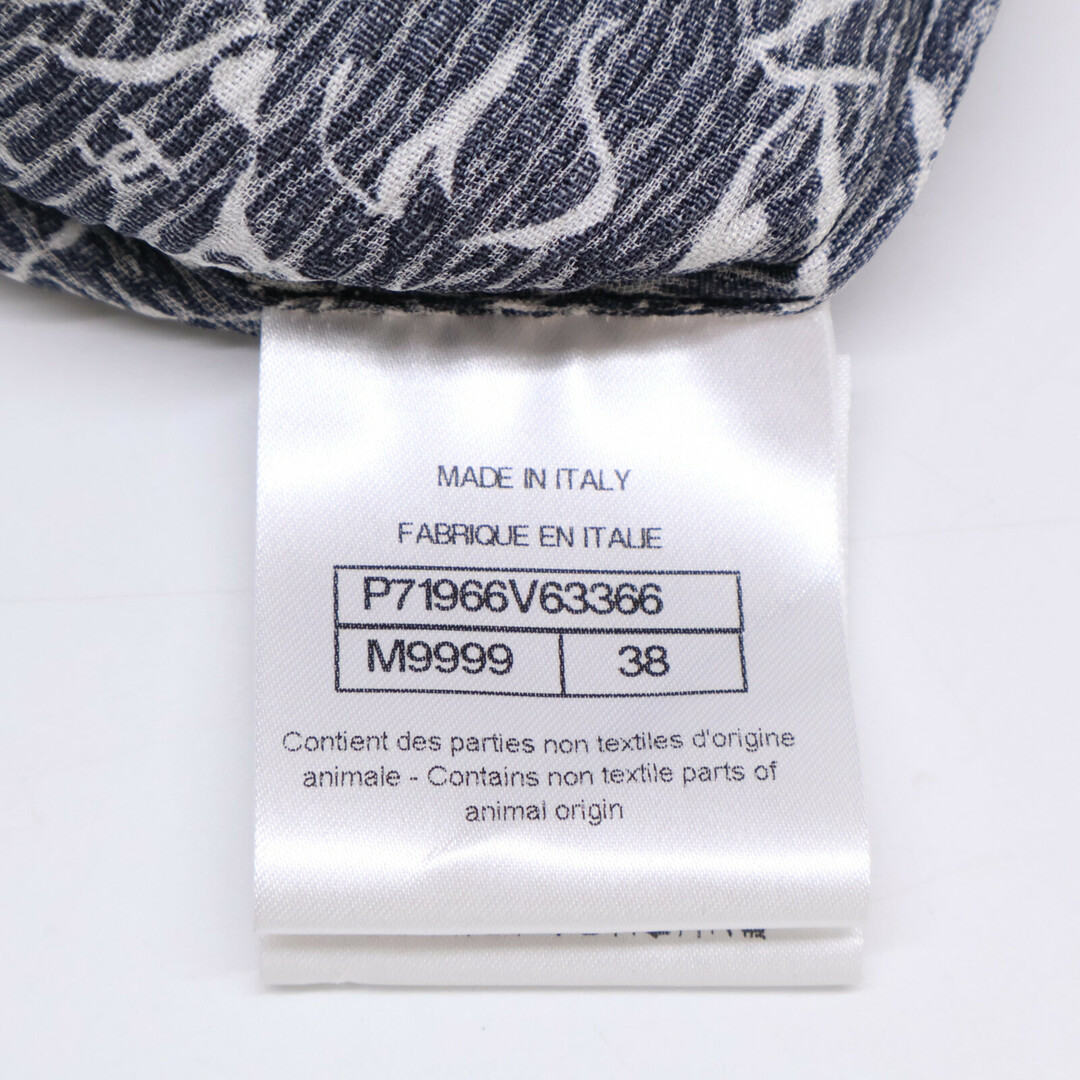 MADE IN ITALY
FABRIQUE EN ITALIE
P71966V63366
M9999 38
Contient des parties non textiles d'origine
animale - Contains non textile parts of
animal origin